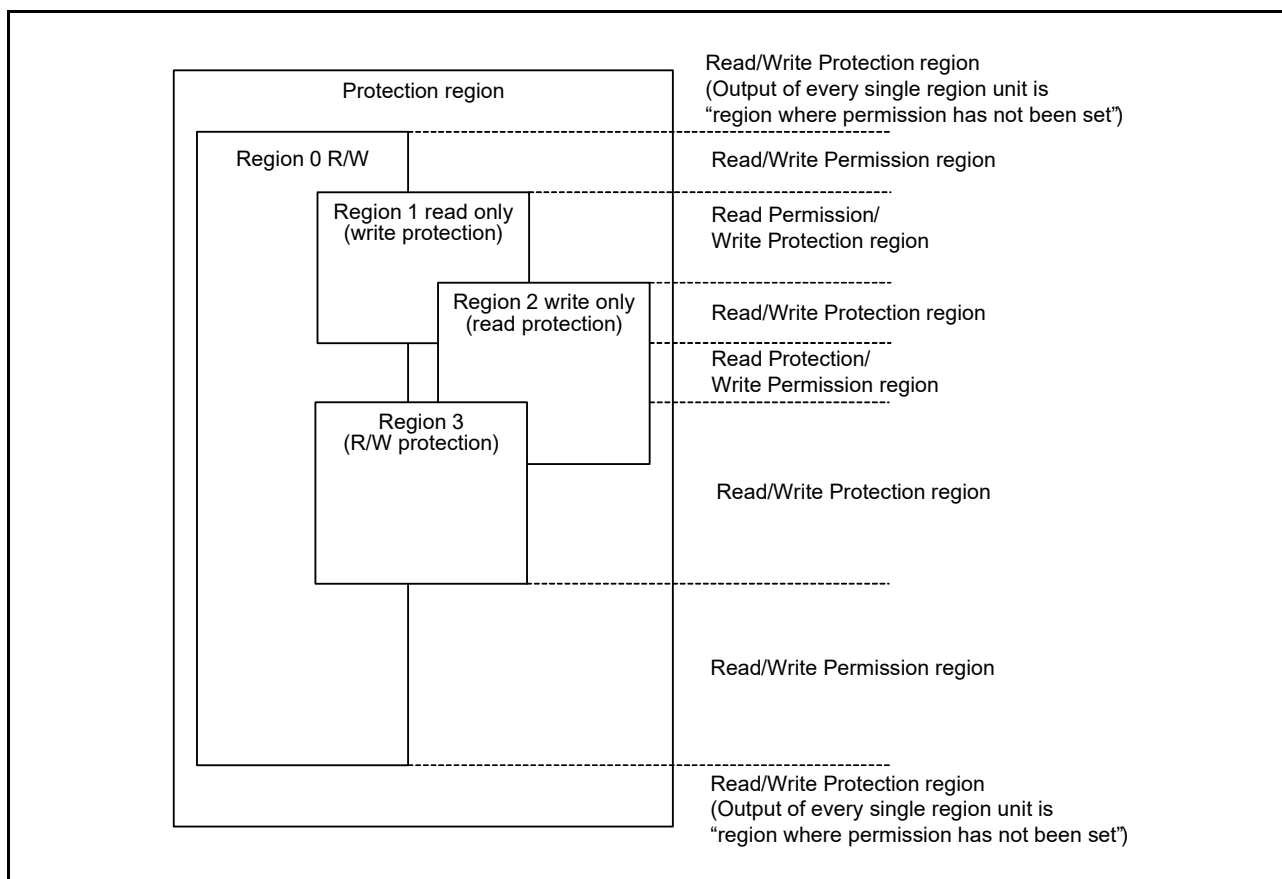 Protection region
Region 0 R/W
Region 1 read only
(write protection)
Region 2 write only
(read protection)
Region 3
(R/W protection)
Read/Write Protection region
(Output of every single region unit is
“region where permission has not been set”)
Read/Write Permission region
Read Permission/
Write Protection region
Read/Write Protection region
Read Protection/
Write Permission region
Read/Write Protection region
Read/Write Permission region
Read/Write Protection region
(Output of every single region unit is
“region where permission has not been set”)